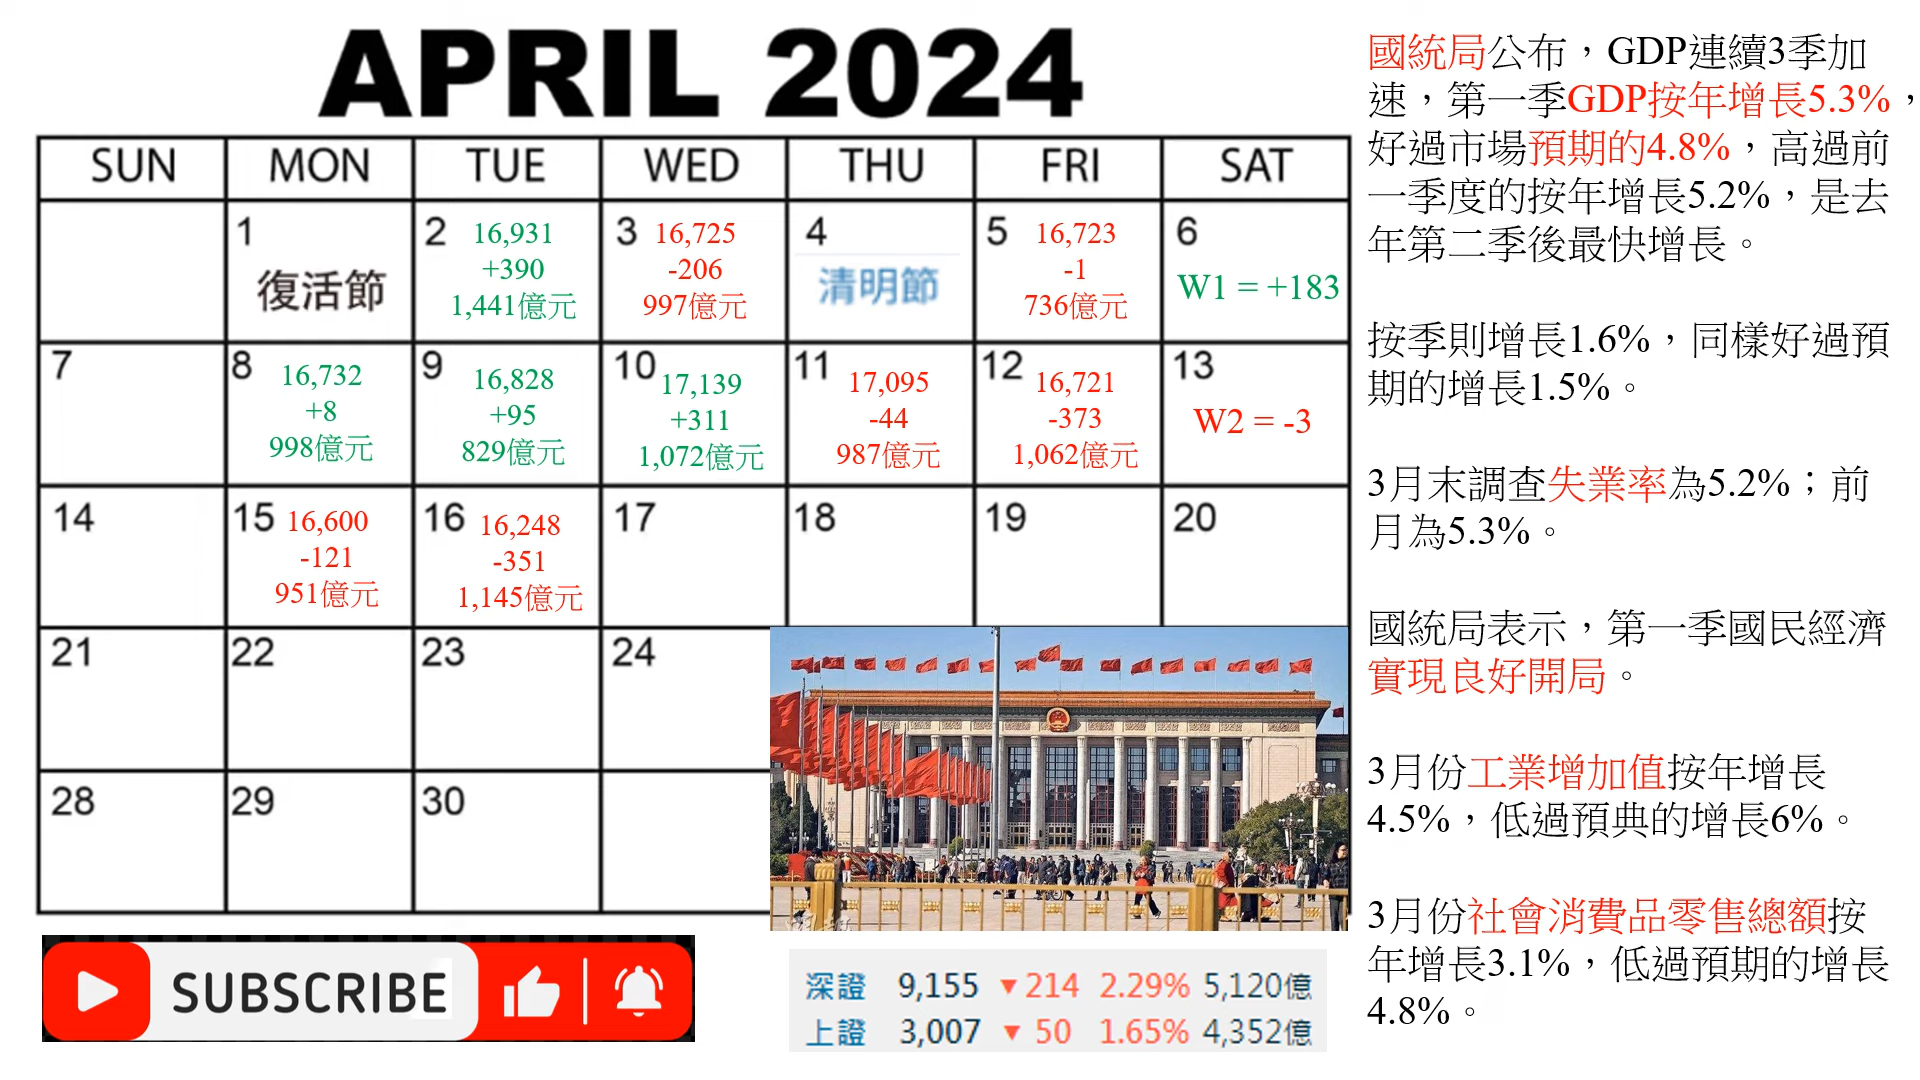 APRIL 2024
SUN MON TUE WED THU FRI SAT
1
復活節
2
16,931
+390
1,441億元
3
16,725
-206
997億元
4
清明節
5
16,723
-1
736億元
6
W1 = +183
7
8
16,732
+8
998億元
9
16,828
+95
829億元
10
17,139
+311
1,072億元
11
17,095
-44
987億元
12
16,721
-373
1,062億元
13
W2 = -3
14
15
16,600
-121
951億元
16
16,248
-351
1,145億元
17
18
19
20
21
22
23
24
28
29
30
SUBSCRIBE
深證 9,155 ▼214 2.29% 5,120億
上證 3,007 ▼ 50 1.65% 4,352億
國統局公布，GDP連續3季加
速，第一季GDP按年增長5.3%，
好過市場預期的4.8%，高過前
一季度的按年增長5.2%，是去
年第二季後最快增長。
按季則增長1.6%，同樣好過預
期的增長1.5%。
3月末調查失業率為5.2%；前
月為5.3%。
國統局表示，第一季國民經濟
實現良好開局。
3月份工業增加值按年增長
4.5%，低過預典的增長6%。
3月份社會消費品零售總額按
年增長3.1%，低過預期的增長
4.8%。